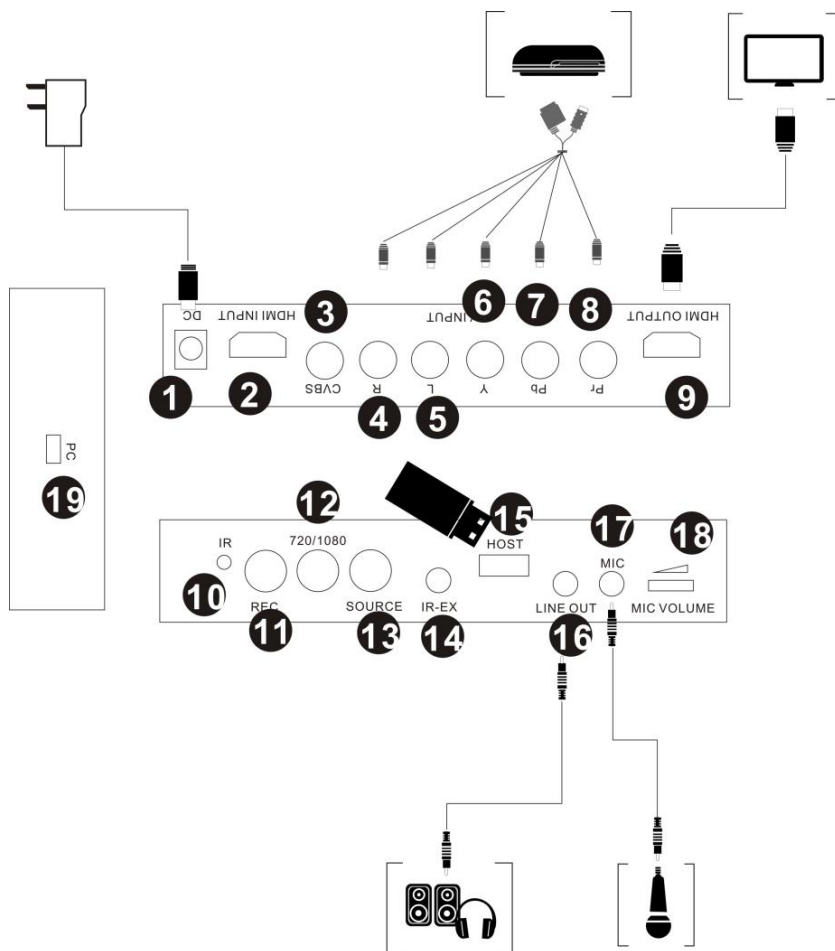 DC
HDMI INPUT
3
INPUT
6
7
8
HDMI OUTPUT
1
2
CVBS
R
L
Y
Pb
Pr
9
4
5
PC
19
12
15
17
18
IR
720/1080
HOST
MIC
10
REC
SOURCE
IR-EX
LINE OUT
MIC VOLUME
11
13
14
16